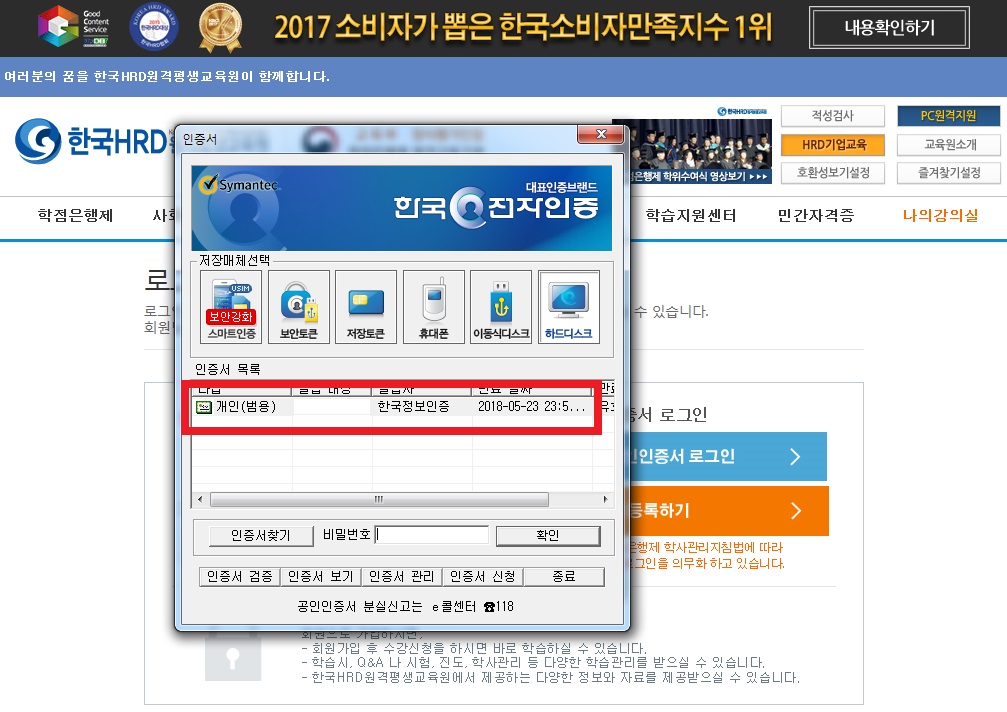 Good
Content
Service
KOREA HRD AWARD
2017 소비자가 뽑은 한국소비자만족지수 1위
내용확인하기
여러분의 꿈을 한국HRD원격평생교육원이 함께합니다.
한국HRD
은행제 학위수여식 영상보기 ▸▸▸
적성검사
PC원격지원
HRD기업교육
교육원소개
호환성보기설정
즐겨찾기설정
학점은행제
사회
학습지원센터
민간자격증
나의강의실
로
로그
수 있습니다.
회원
인증서
X
Symantec.
대표인증브랜드
한국전자인증
저장매체선택
USIM
보안강화
스마트인증
보안토큰
저장토큰
휴대폰
이동식디스크
하드디스크
인증서 목록
개인(범용)
한국정보인증
2018-05-23 23:5...
인증서찾기
비밀번호
확인
인증서 검증
인증서 보기
인증서 관리
인증서 신청
종료
공인인증서 분실신고는 e콜센터 ☎118
증서 로그인
인인증서 로그인
등록하기
은행제 학사관리지침법에 따라
로그인을 의무화 하고 있습니다.
회원으로 가입하시면,
- 회원가입 후 수강신청을 하시면 바로 학습하실 수 있습니다.
- 학습시, Q&A 나 시험, 진도, 학사관리 등 다양한 학습관리를 받으실 수 있습니다.
- 한국HRD원격평생교육원에서 제공하는 다양한 정보와 자료를 제공받으실 수 있습니다.